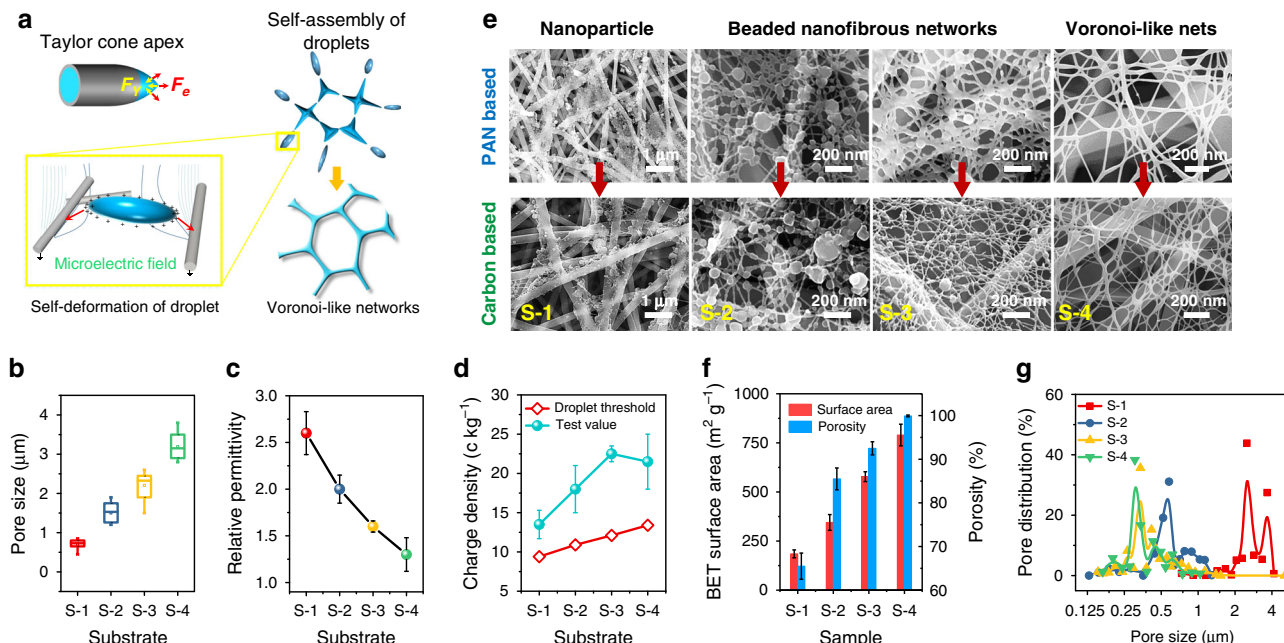 a
Taylor cone apex
Fγ
Fe
Self-assembly of
droplets
Microelectric field
Self-deformation of droplet
Voronoi-like networks
e
Nanoparticle
Beaded nanofibrous networks
Voronoi-like nets
PAN based
1 μm
200 nm
200 nm
200 nm
Carbon based
S-1
1 μm
S-2
200 nm
S-3
200 nm
S-4
200 nm
b
Pore size (μm)
4
3
2
1
0
S-1
S-2
S-3
S-4
Substrate
c
Relative permittivity
3.0
2.5
2.0
1.5
1.0
S-1
S-2
S-3
S-4
Substrate
d
Charge density (c kg⁻¹)
30
25
20
15
10
5
Droplet threshold
Test value
S-1
S-2
S-3
S-4
Substrate
f
BET surface area (m² g⁻¹)
1000
750
500
250
0
Surface area
Porosity
100
90
80
70
60
Porosity (%)
S-1
S-2
S-3
S-4
Sample
g
Pore distribution (%)
60
40
20
0
S-1
S-2
S-3
S-4
0.125
0.25
0.5
1
2
4
Pore size (μm)